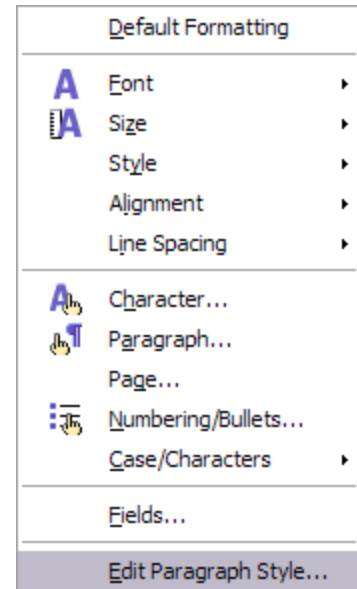 Default Formatting
Font
Size
Style
Alignment
Line Spacing
Character...
Paragraph...
Page...
Numbering/Bullets...
Case/Characters
Fields...
Edit Paragraph Style...